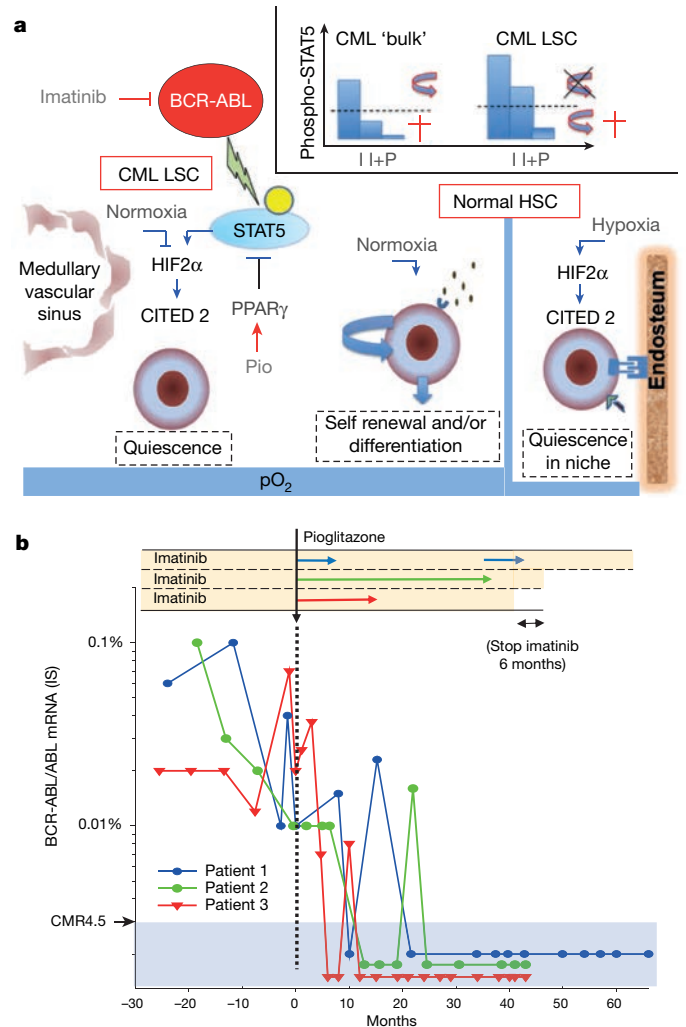 a
Imatinib
BCR-ABL
CML LSC
Normoxia
STAT5
HIF2α
CITED 2
PPARγ
Pio
Medullary
vascular
sinus
Quiescence
Phospho-STAT5
CML ‘bulk’
CML LSC
I I+P
I I+P
Normal HSC
Normoxia
Self renewal and/or
differentiation
Hypoxia
HIF2α
CITED 2
Endosteum
Quiescence
in niche
pO2
b
Pioglitazone
Imatinib
Imatinib
Imatinib
(Stop imatinib
6 months)
BCR-ABL/ABL mRNA (IS)
0.1%
0.01%
CMR4.5
Patient 1
Patient 2
Patient 3
–30 –20 –10 0 10 20 30 40 50 60
Months